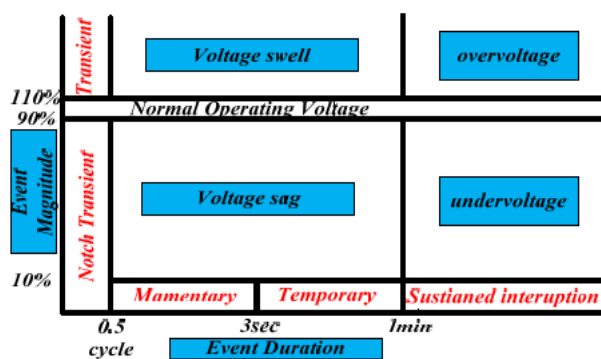 Transient
Voltage swell
overvoltage
110%
Normal Operating Voltage
90%
Event
Magnitude
Notch Transient
Voltage sag
undervoltage
10%
Mamentary
Temporary
Sustianed interuption
0.5
cycle
3sec
1min
Event Duration